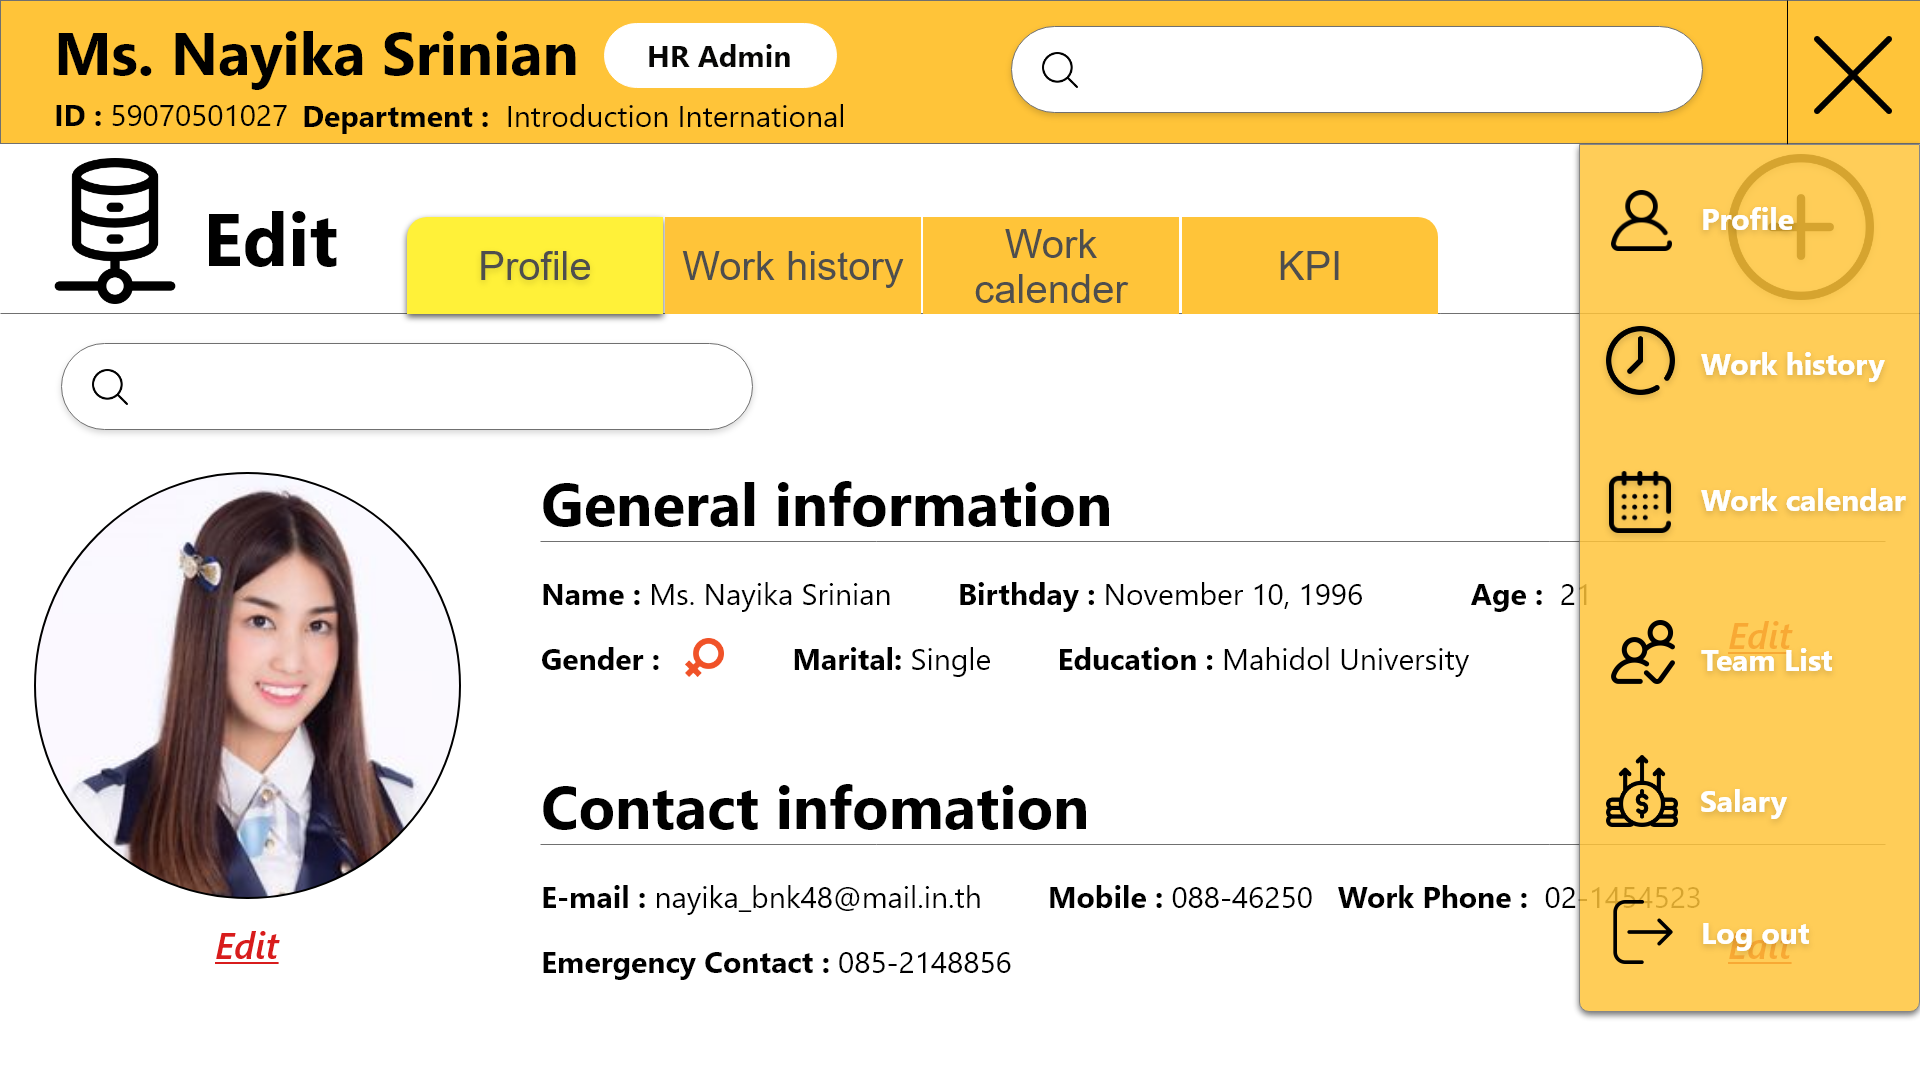 Ms. Nayika Srinian HR Admin
ID : 59070501027 Department : Introduction International
Edit
Profile
Work history
Work
calender
KPI
General information
Name : Ms. Nayika Srinian Birthday : November 10, 1996 Age : 21
Gender : Marital: Single Education : Mahidol University
Edit
Contact infomation
E-mail : nayika_bnk48@mail.in.th Mobile : 088-46250 Work Phone : 02-1454523
Emergency Contact : 085-2148856
Edit
Edit
Profile
Work history
Work calendar
Team List
Salary
Log out